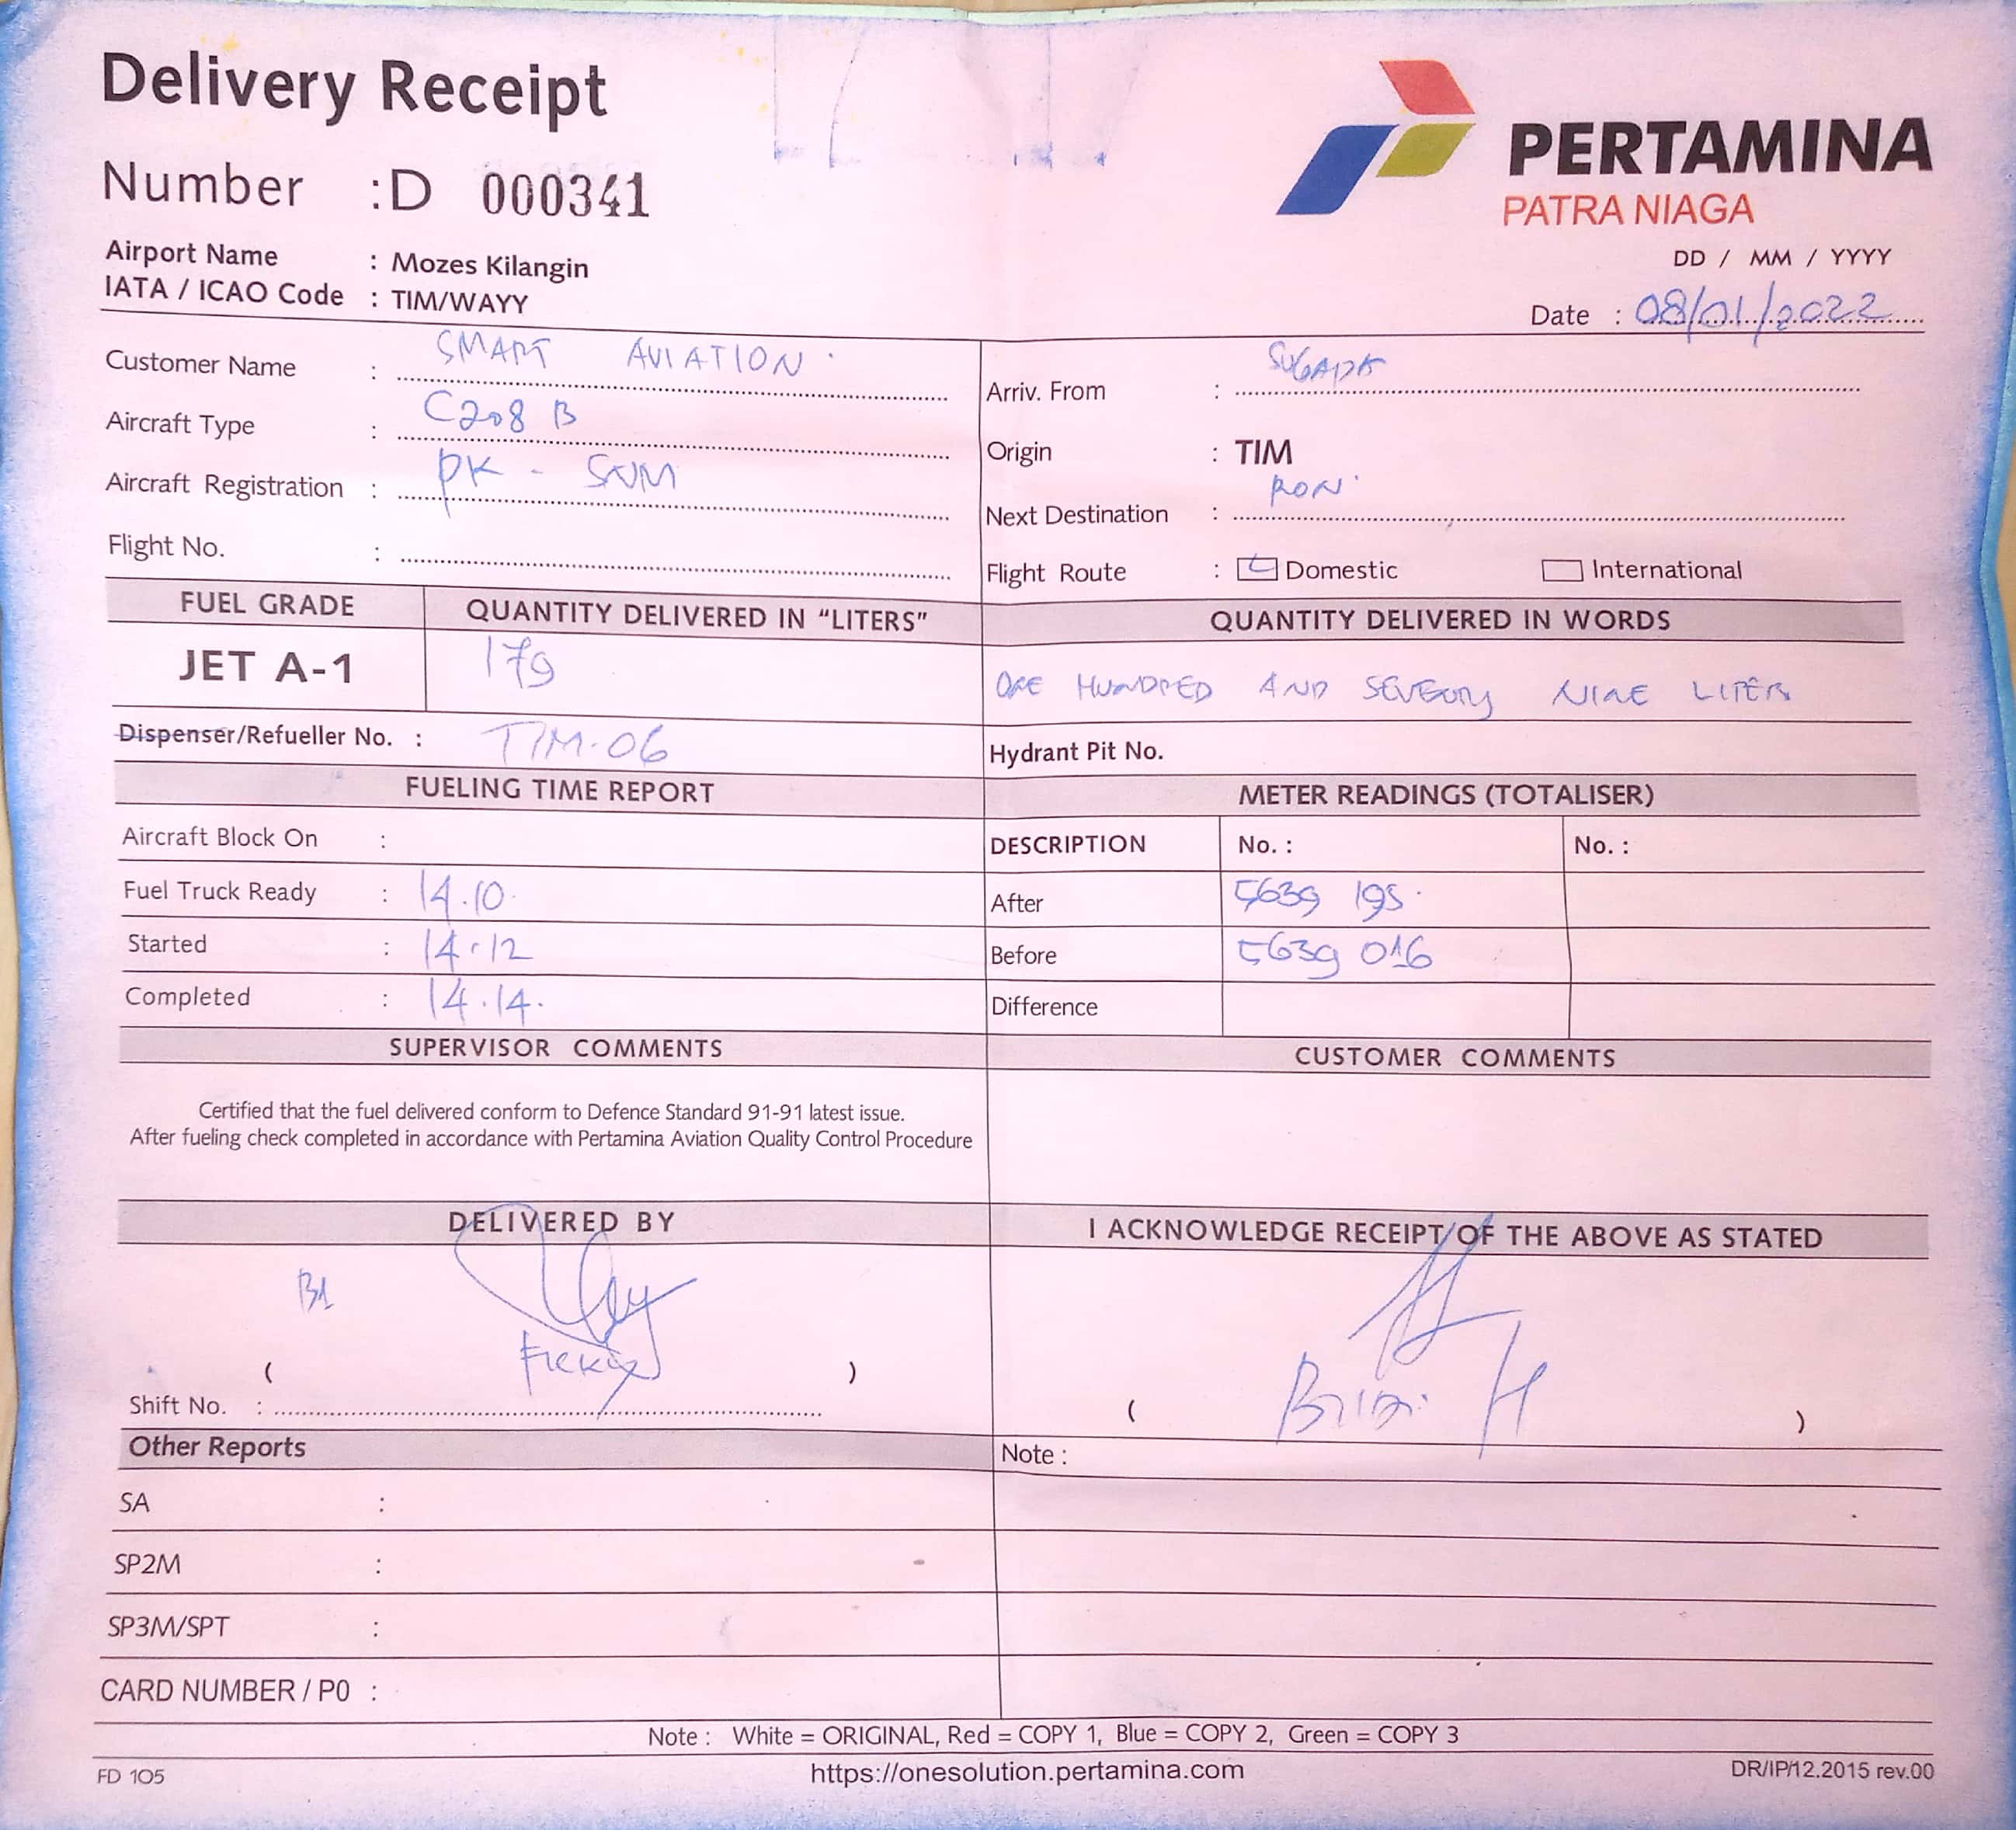 Delivery Receipt
PERTAMINA
PATRA NIAGA
Number :D 000341
Airport Name : Mozes Kilangin
IATA / ICAO Code : TIM/WAYY
DD / MM / YYYY
Date : 08/01/2022
Customer Name : SMART AVIATION
Aircraft Type : C208 B
Aircraft Registration : PK - SNM
Flight No. :
Arriv. From : SUGAPA
Origin : TIM
Next Destination : RON
Flight Route : Domestic International
FUEL GRADE QUANTITY DELIVERED IN "LITERS" QUANTITY DELIVERED IN WORDS
JET A-1 179 ONE HUNDRED AND SEVENTY NINE LITER
Dispenser/Refueller No. : TIM-06 Hydrant Pit No.
FUELING TIME REPORT
Aircraft Block On :
Fuel Truck Ready : 14.10.
Started : 14.12
Completed : 14.14.
METER READINGS (TOTALISER)
DESCRIPTION No. : No. :
After 5639 195
Before 5639 016
Difference
SUPERVISOR COMMENTS
Certified that the fuel delivered conform to Defence Standard 91-91 latest issue.
After fueling check completed in accordance with Pertamina Aviation Quality Control Procedure
CUSTOMER COMMENTS
DELIVERED BY
B1
( )
Shift No. :
I ACKNOWLEDGE RECEIPT OF THE ABOVE AS STATED
( Brian H )
Other Reports
SA :
SP2M :
SP3M/SPT :
CARD NUMBER / P0 :
Note :
Note : White = ORIGINAL, Red = COPY 1, Blue = COPY 2, Green = COPY 3
FD 105 https://onesolution.pertamina.com DR/IP/12.2015 rev.00